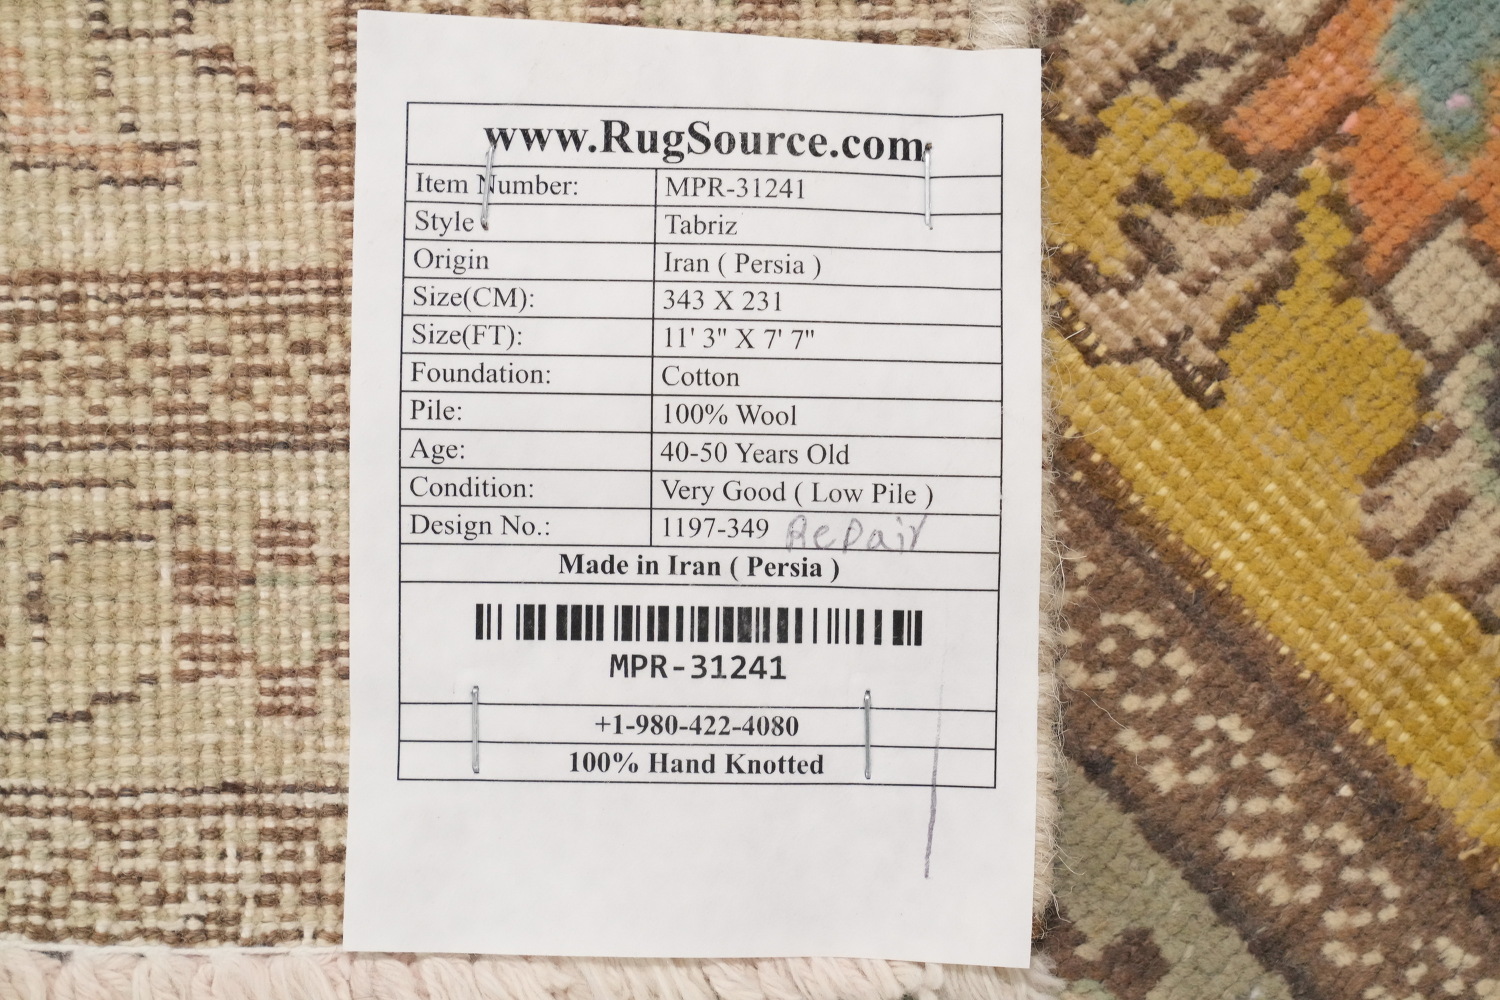 www.RugSource.com
Item Number: MPR-31241
Style Tabriz
Origin Iran ( Persia )
Size(CM): 343 X 231
Size(FT): 11' 3" X 7' 7"
Foundation: Cotton
Pile: 100% Wool
Age: 40-50 Years Old
Condition: Very Good ( Low Pile )
Design No.: 1197-349 Repair
Made in Iran ( Persia )
MPR-31241
+1-980-422-4080
100% Hand Knotted